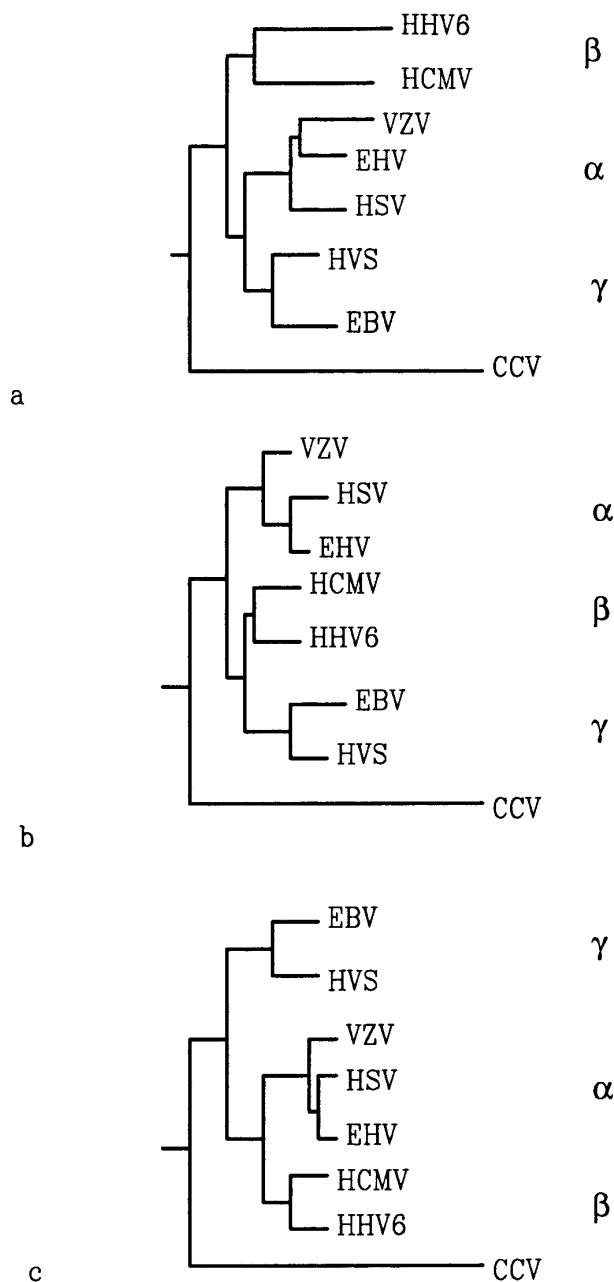 HHV6
β
HCMV
VZV
EHV
α
HSV
HVS
γ
EBV
CCV
a
VZV
HSV
α
EHV
HCMV
β
HHV6
EBV
γ
HVS
CCV
b
EBV
γ
HVS
VZV
HSV
α
EHV
HCMV
β
HHV6
CCV
c